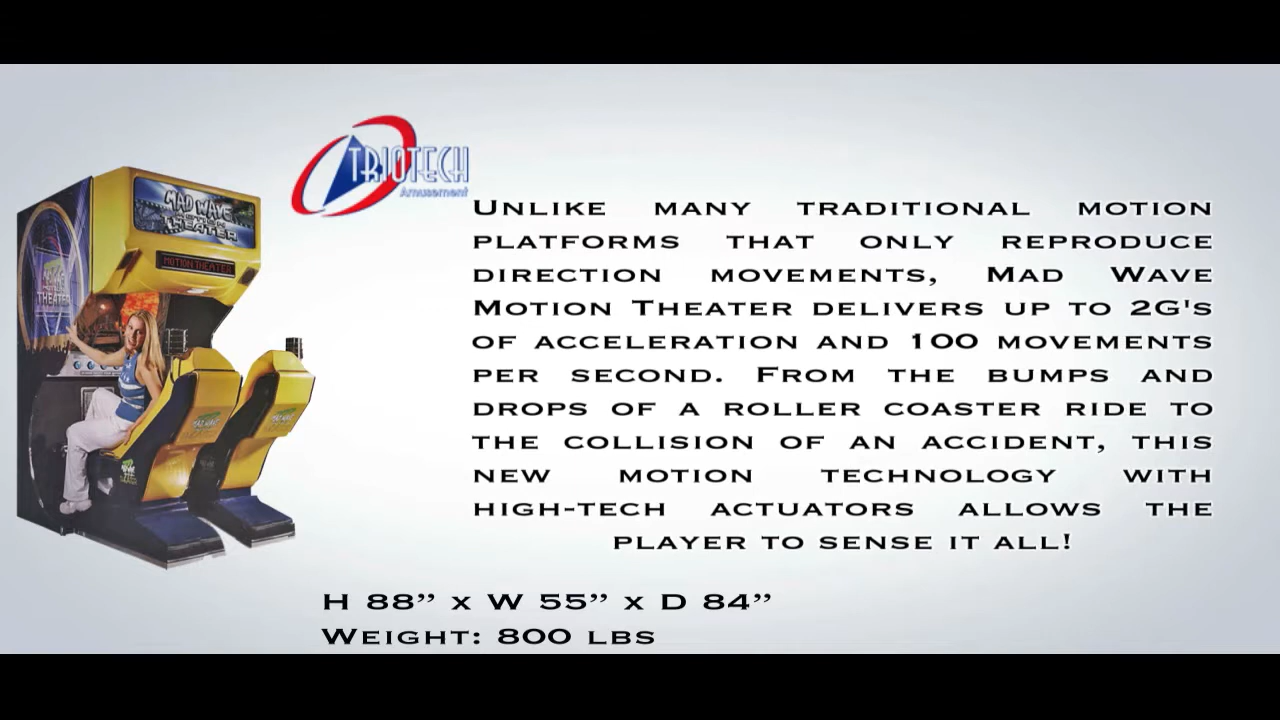 TRIOTECH
Amusement
MAD WAVE
MOTION
THEATER
MOTION THEATER
Unlike many traditional motion
platforms that only reproduce
direction movements, Mad Wave
Motion Theater delivers up to 2G's
of acceleration and 100 movements
per second. From the bumps and
drops of a roller coaster ride to
the collision of an accident, this
new motion technology with
high-tech actuators allows the
player to sense it all!
H 88” x W 55” x D 84”
Weight: 800 lbs